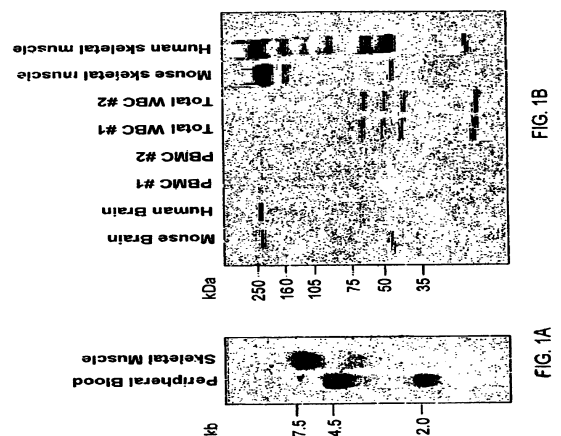 Human skeletal muscle
Mouse skeletal muscle
Total WBC #2
Total WBC #1
PBMC #2
PBMC #1
Human Brain
Mouse Brain
kDa
250
160
105
75
50
35
FIG. 1B
Skeletal Muscle
Peripheral Blood
kb
7.5
4.5
2.0
FIG. 1A